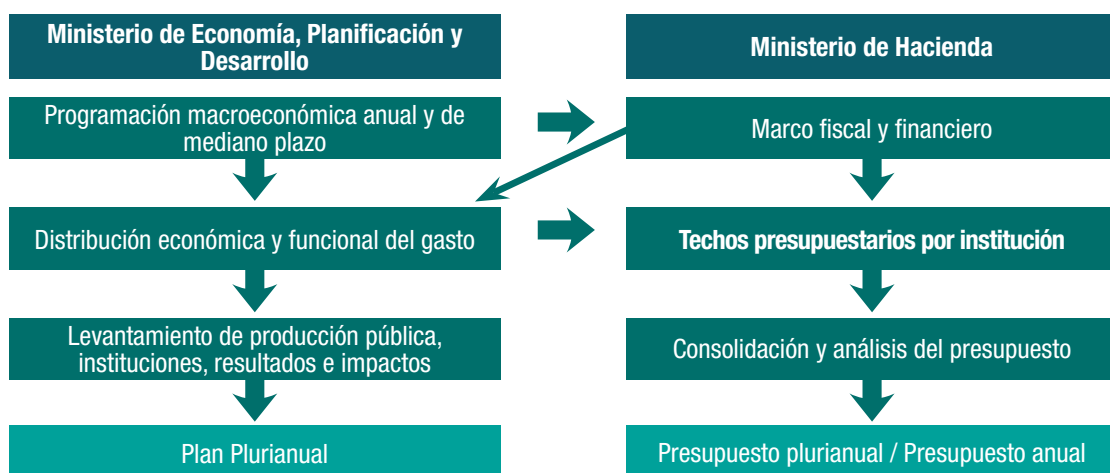 Ministerio de Economía, Planificación y
Desarrollo
Ministerio de Hacienda
Programación macroeconómica anual y de
mediano plazo
Marco fiscal y financiero
Distribución económica y funcional del gasto
Techos presupuestarios por institución
Levantamiento de producción pública,
instituciones, resultados e impactos
Consolidación y análisis del presupuesto
Plan Plurianual
Presupuesto plurianual / Presupuesto anual